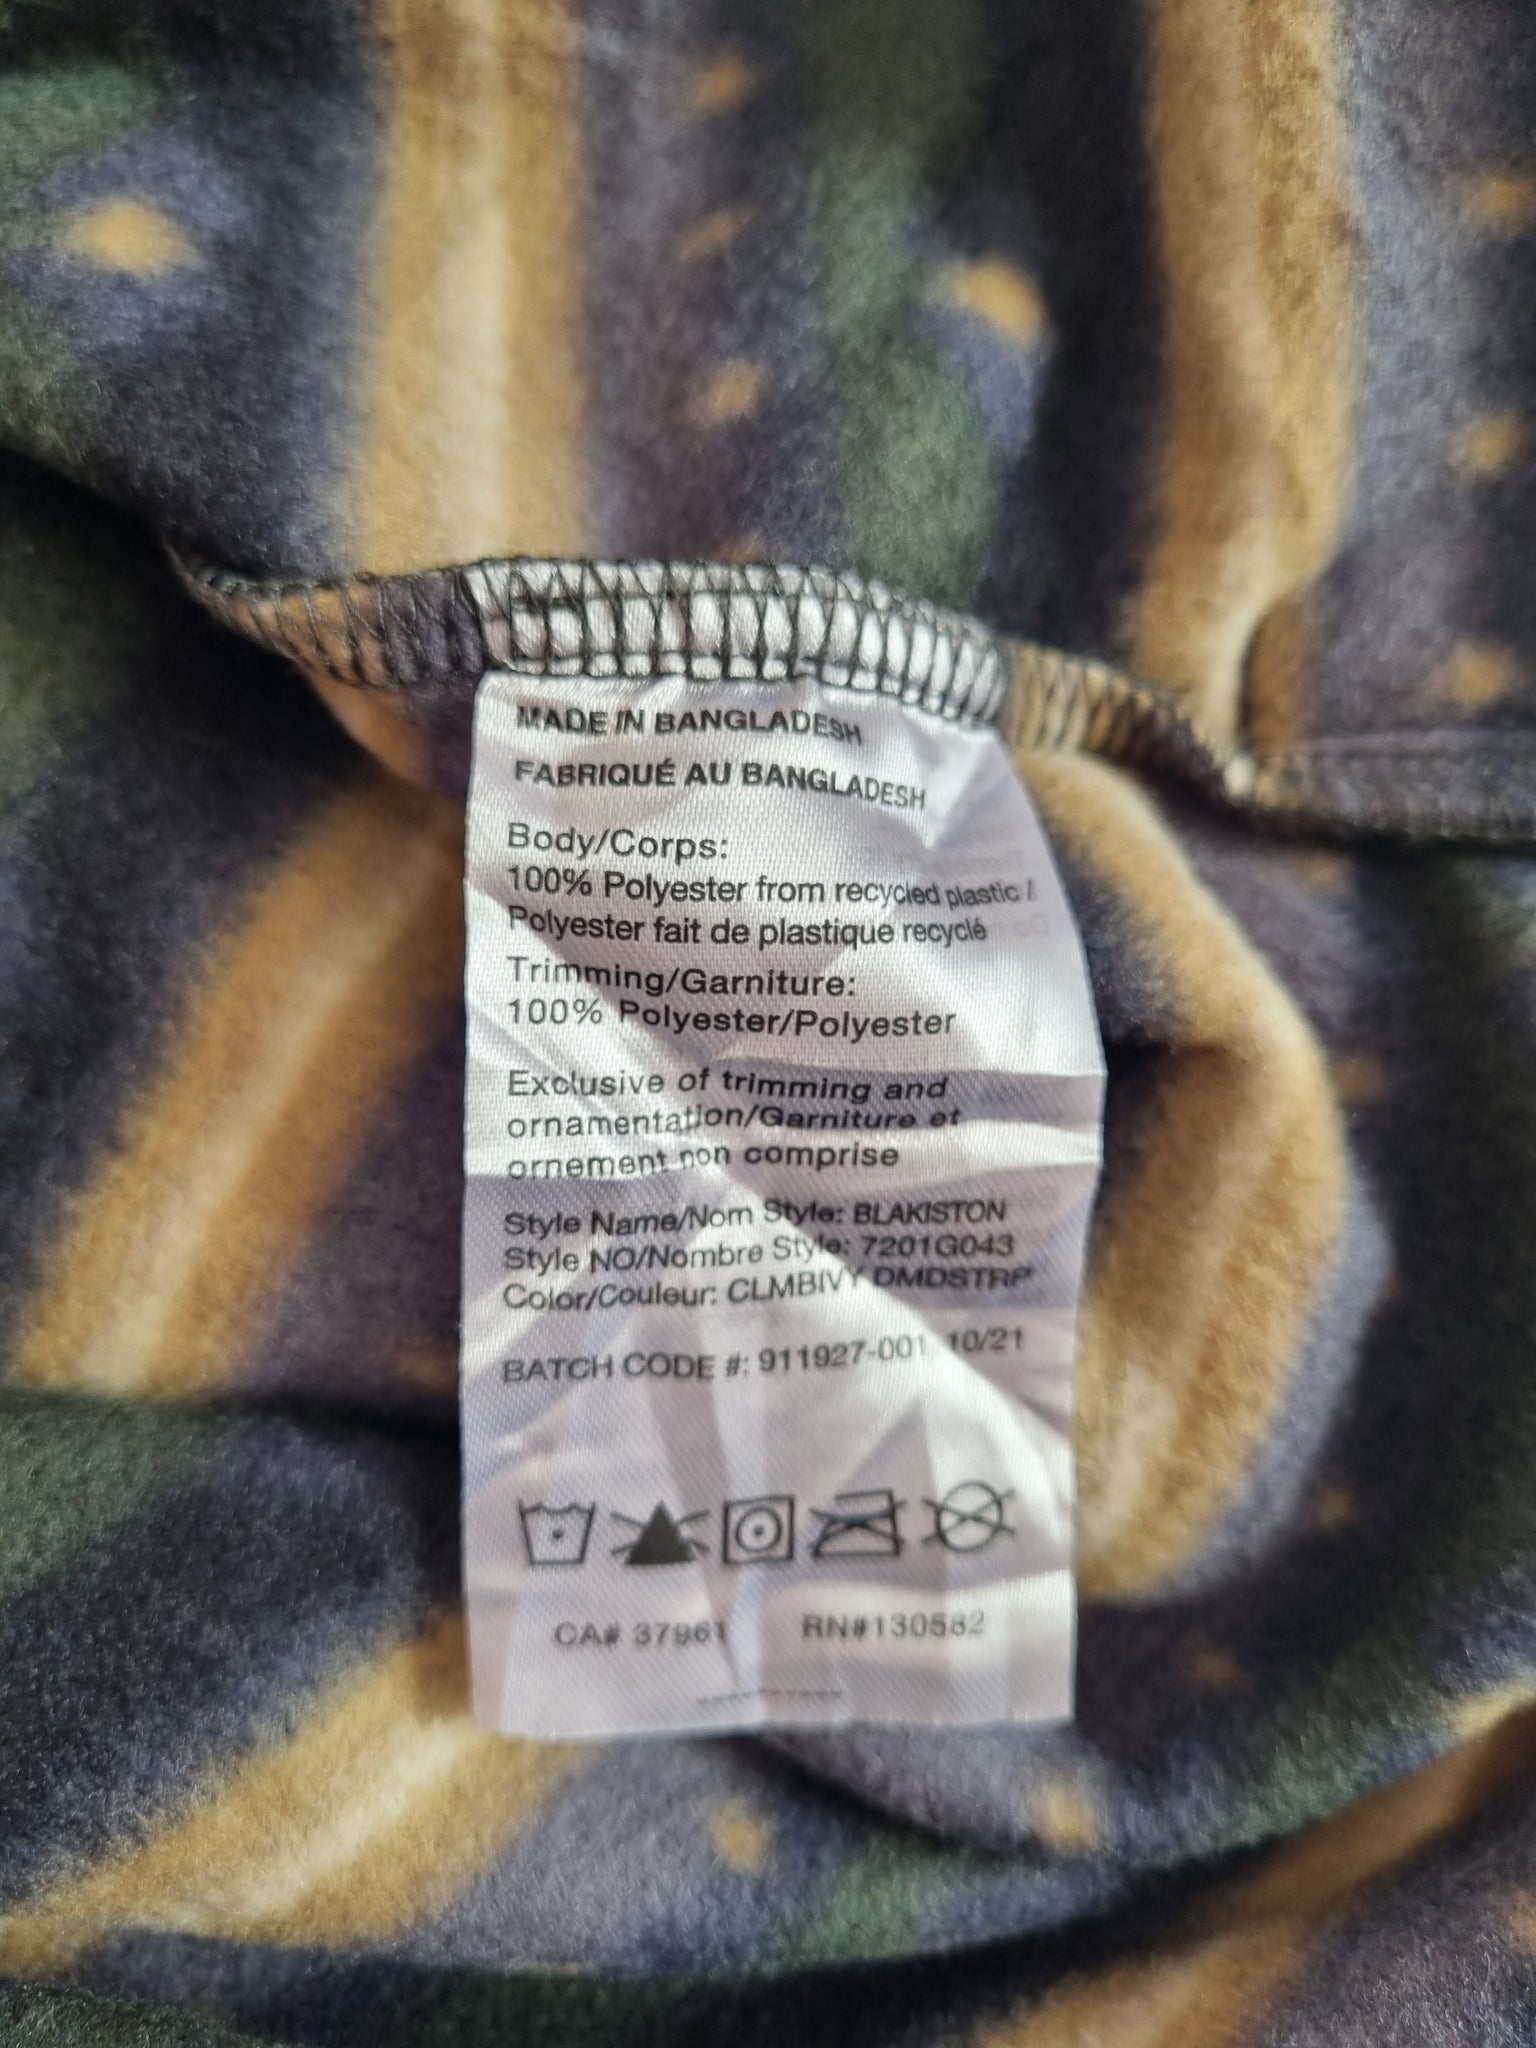 MADE IN BANGLADESH
FABRIQUÉ AU BANGLADESH
Body/Corps:
100% Polyester from recycled plastic /
Polyester fait de plastique recyclé
Trimming/Garniture:
100% Polyester/Polyester
Exclusive of trimming and
ornamentation/Garniture et
ornement non comprise
Style Name/Nom Style: BLAKISTON
Style NO/Nombre Style: 7201G043
Color/Couleur: CLMBIVY DMDSTRP
BATCH CODE #: 911927-001 10/21
CA# 37961 RN#130582